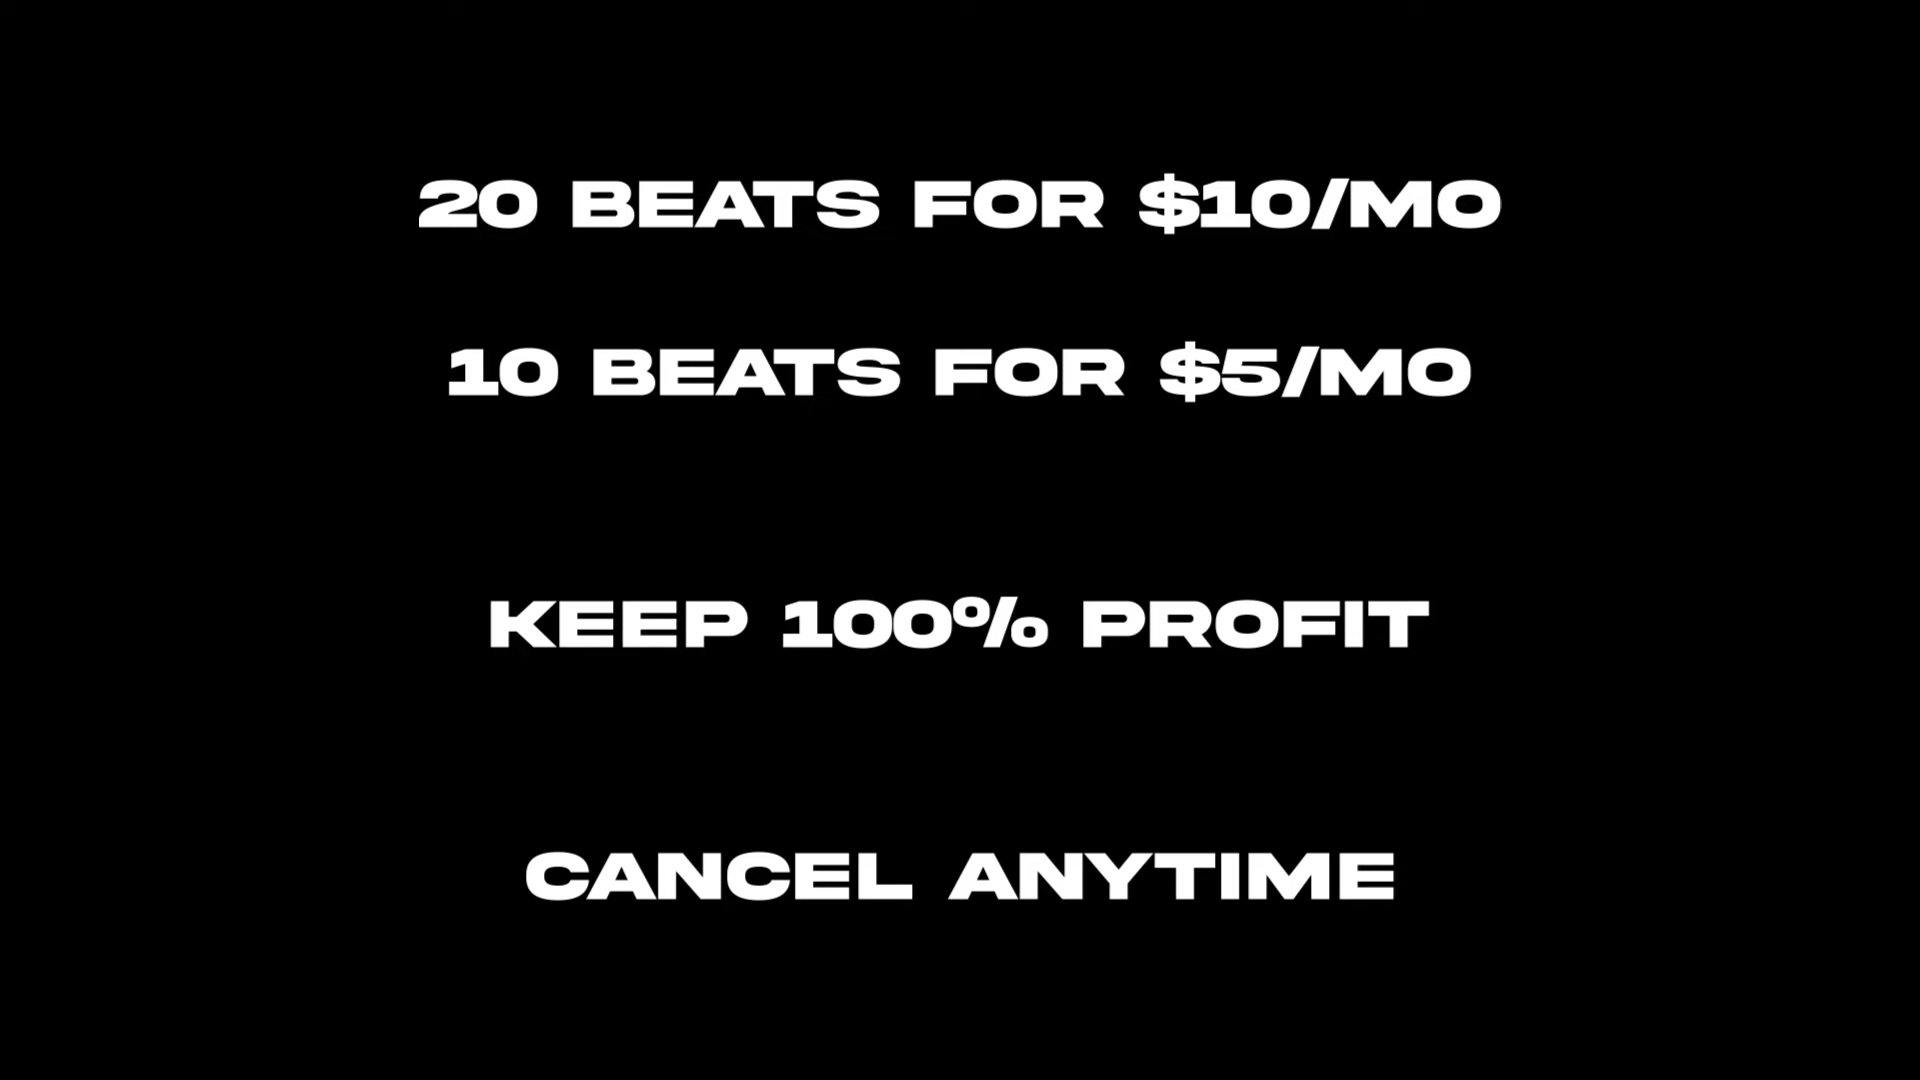 20 BEATS FOR $10/MO
10 BEATS FOR $5/MO
KEEP 100% PROFIT
CANCEL ANYTIME